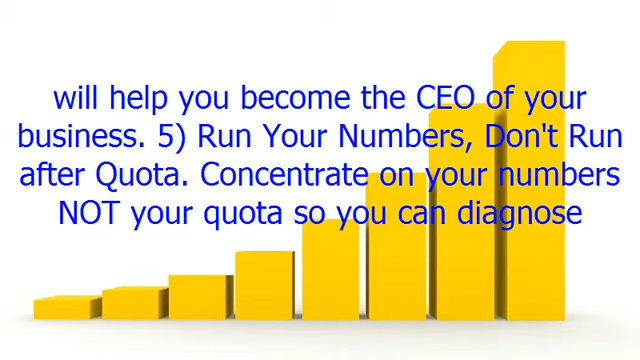 will help you become the CEO of your
business. 5) Run Your Numbers, Don't Run
after Quota. Concentrate on your numbers
NOT your quota so you can diagnose